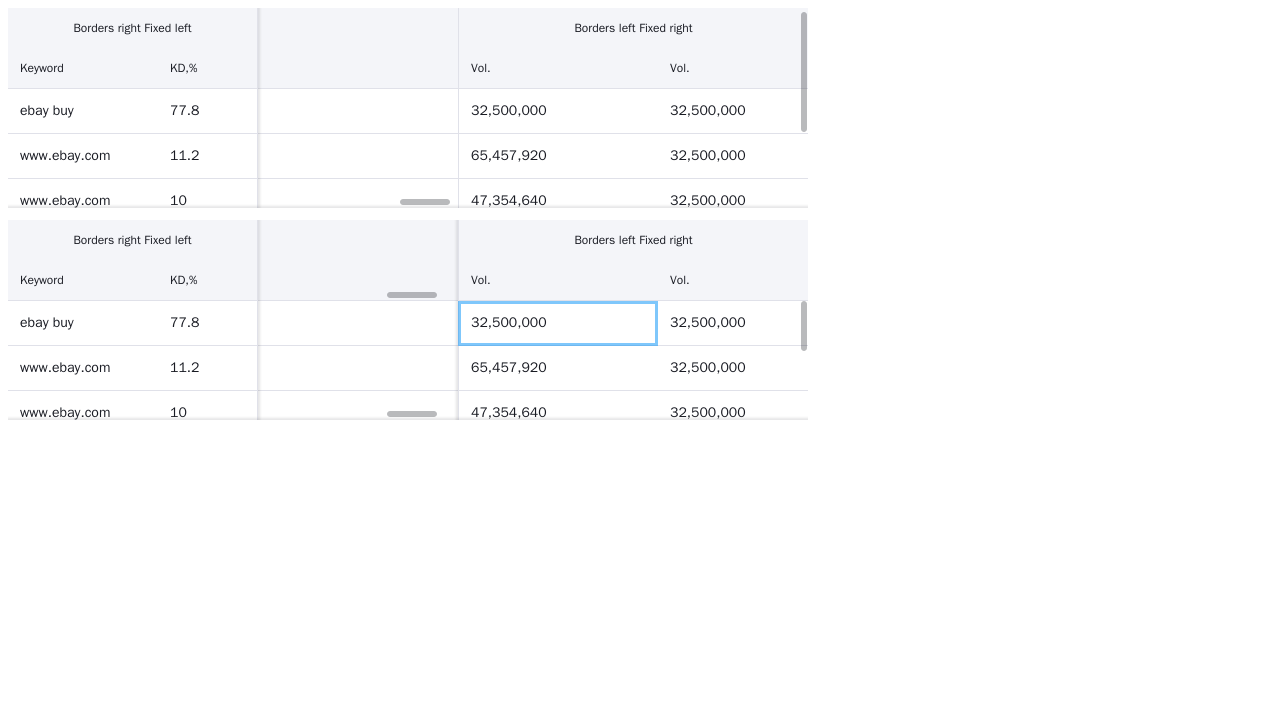 Borders right Fixed left Borders left Fixed right
Keyword KD,% Vol. Vol.
ebay buy 77.8 32,500,000 32,500,000
www.ebay.com 11.2 65,457,920 32,500,000
www.ebay.com 10 47,354,640 32,500,000
Borders right Fixed left Borders left Fixed right
Keyword KD,% Vol. Vol.
ebay buy 77.8 32,500,000 32,500,000
www.ebay.com 11.2 65,457,920 32,500,000
www.ebay.com 10 47,354,640 32,500,000